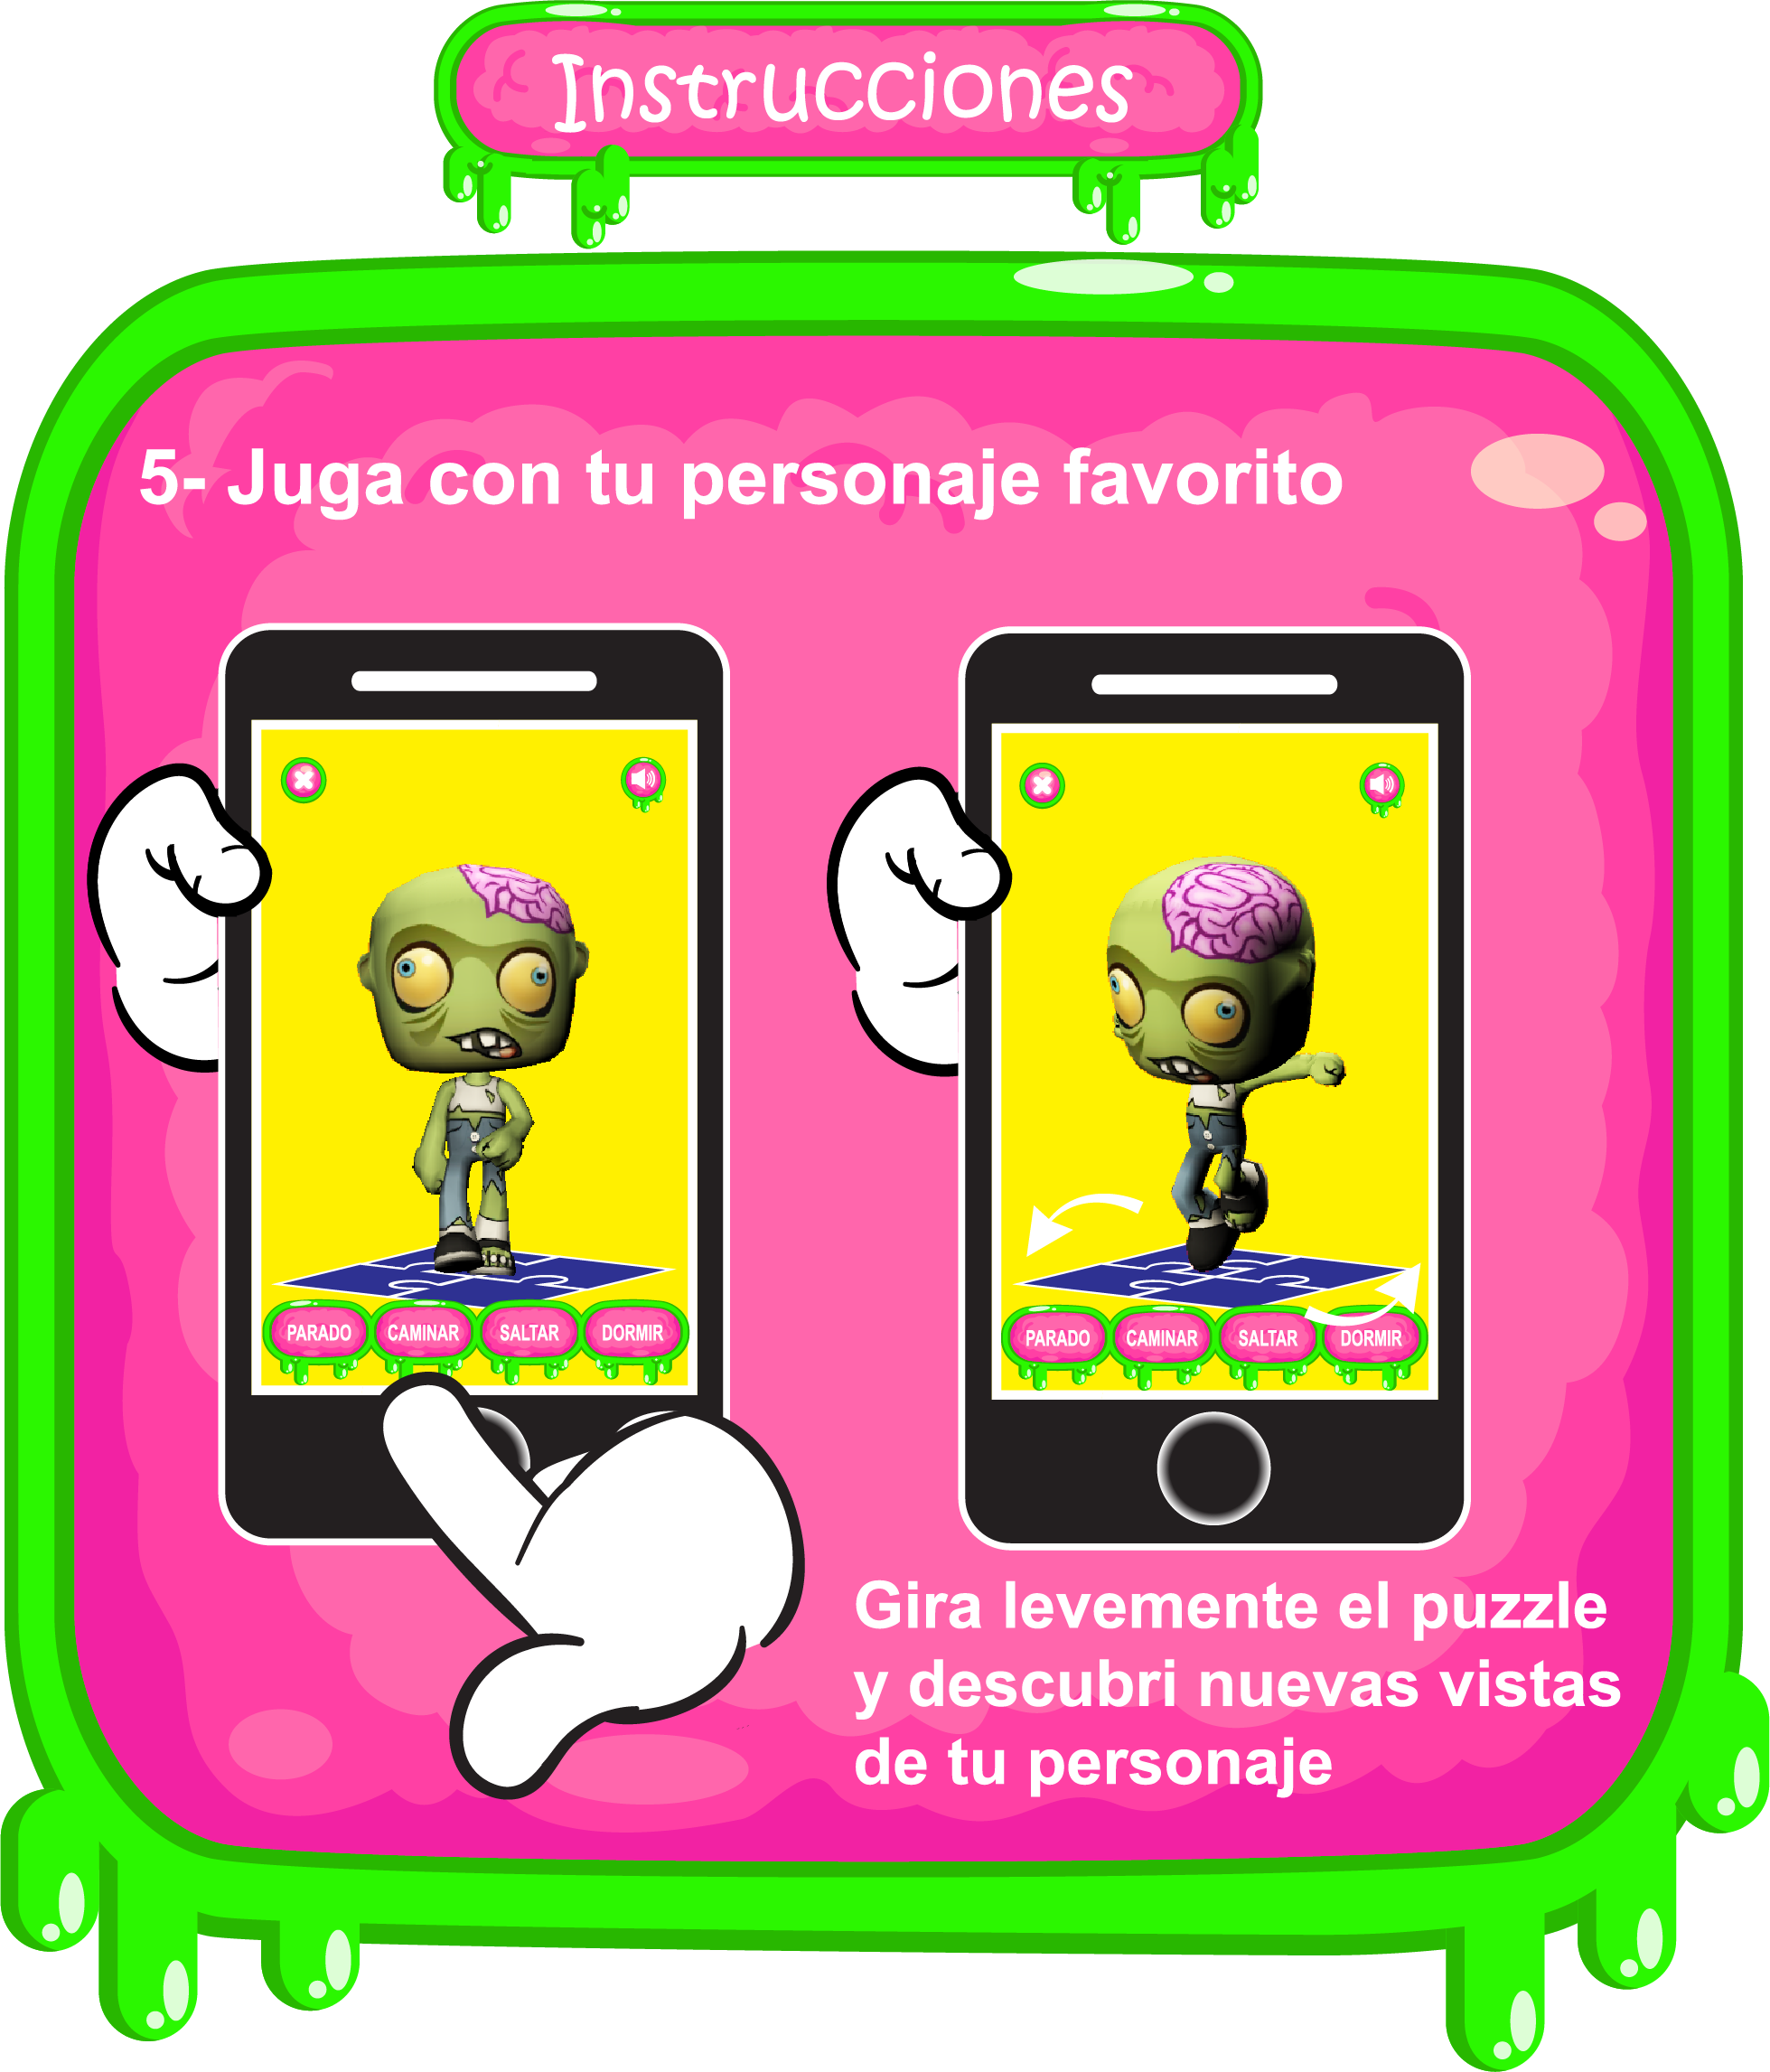 Instrucciones
5- Juga con tu personaje favorito
PARADO CAMINAR SALTAR DORMIR
PARADO CAMINAR SALTAR DORMIR
Gira levemente el puzzle
y descubri nuevas vistas
de tu personaje